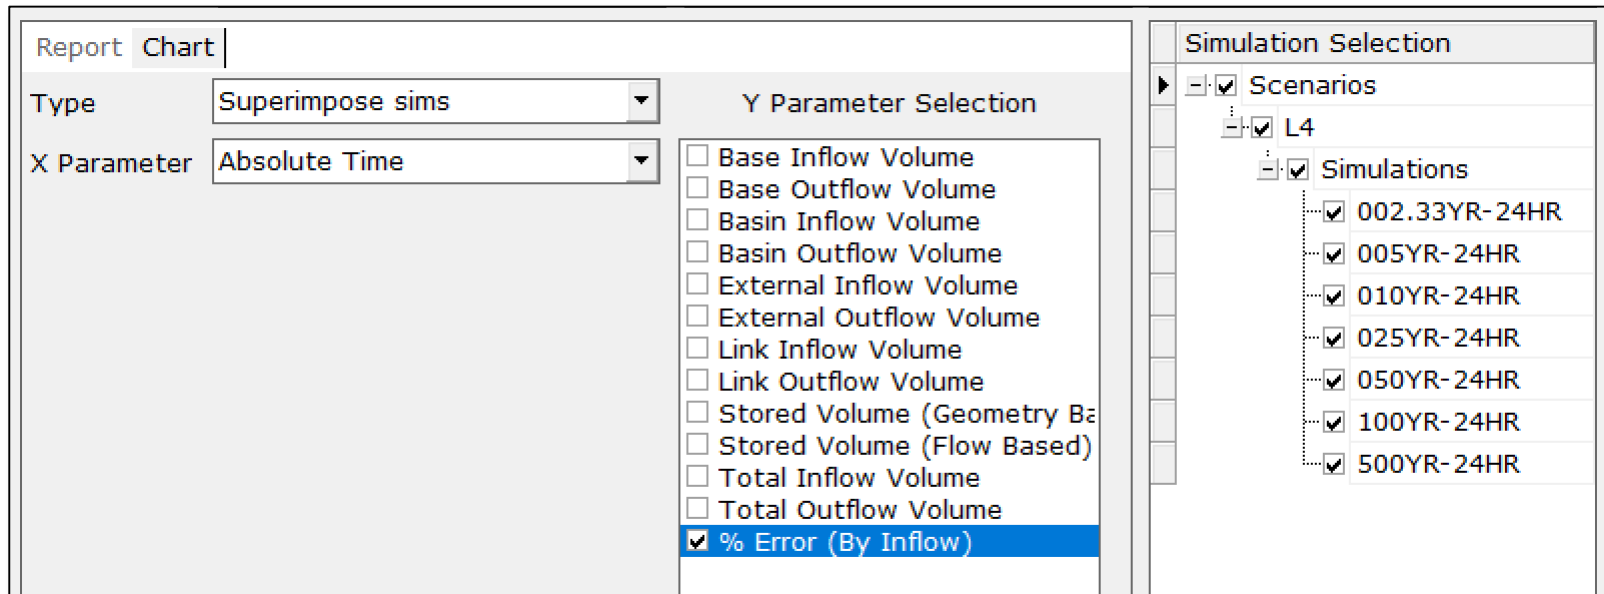 Report Chart
Type Superimpose sims
X Parameter Absolute Time
Y Parameter Selection
Base Inflow Volume
Base Outflow Volume
Basin Inflow Volume
Basin Outflow Volume
External Inflow Volume
External Outflow Volume
Link Inflow Volume
Link Outflow Volume
Stored Volume (Geometry Ba
Stored Volume (Flow Based)
Total Inflow Volume
Total Outflow Volume
% Error (By Inflow)
Simulation Selection
Scenarios
L4
Simulations
002.33YR-24HR
005YR-24HR
010YR-24HR
025YR-24HR
050YR-24HR
100YR-24HR
500YR-24HR